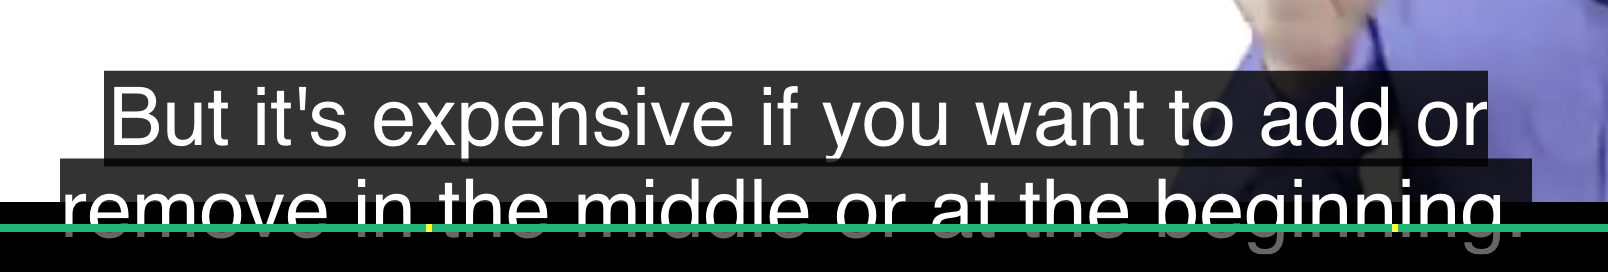 But it's expensive if you want to add or
remove in the middle or at the beginning.